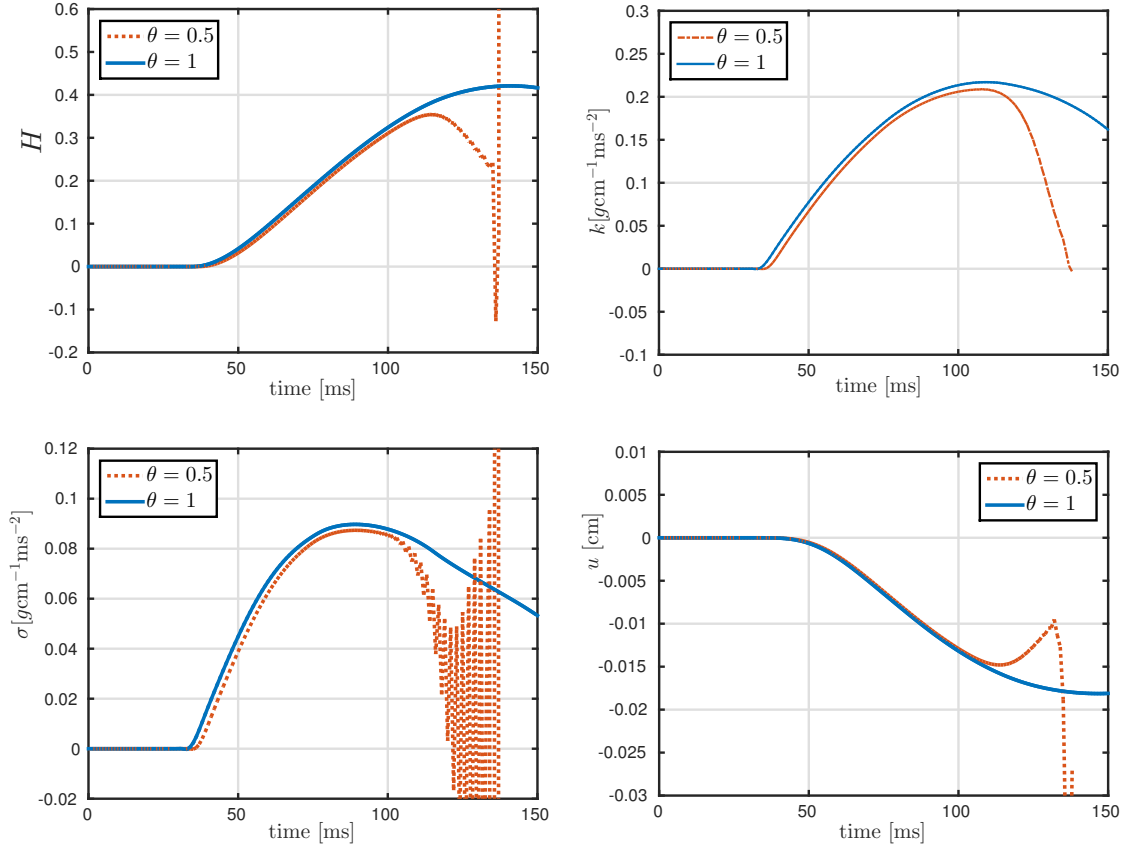 0.6
0.5
0.4
0.3
0.2
0.1
0
-0.1
-0.2
H
θ = 0.5
θ = 1
0 50 100 150
time [ms]
0.3
0.25
0.20
0.15
0.10
0.05
0
-0.05
-0.1
k[gcm⁻¹ms⁻²]
θ = 0.5
θ = 1
0 50 100 150
time [ms]
0.12
0.1
0.08
0.06
0.04
0.02
0
-0.02
σ[gcm⁻¹ms⁻²]
θ = 0.5
θ = 1
0 50 100 150
time [ms]
0.01
0.005
0
-0.005
-0.01
-0.015
-0.02
-0.025
-0.03
u [cm]
θ = 0.5
θ = 1
0 50 100 150
time [ms]